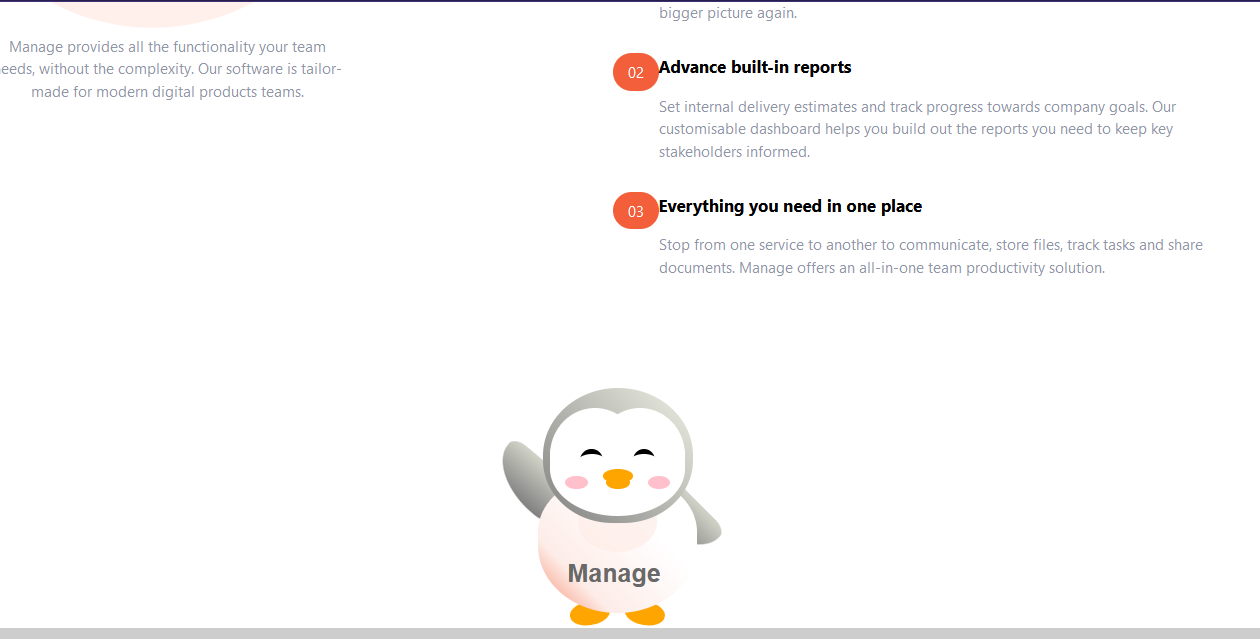 Manage provides all the functionality your team
eeds, without the complexity. Our software is tailor-
made for modern digital products teams.
bigger picture again.
02 Advance built-in reports
Set internal delivery estimates and track progress towards company goals. Our
customisable dashboard helps you build out the reports you need to keep key
stakeholders informed.
03 Everything you need in one place
Stop from one service to another to communicate, store files, track tasks and share
documents. Manage offers an all-in-one team productivity solution.
Manage